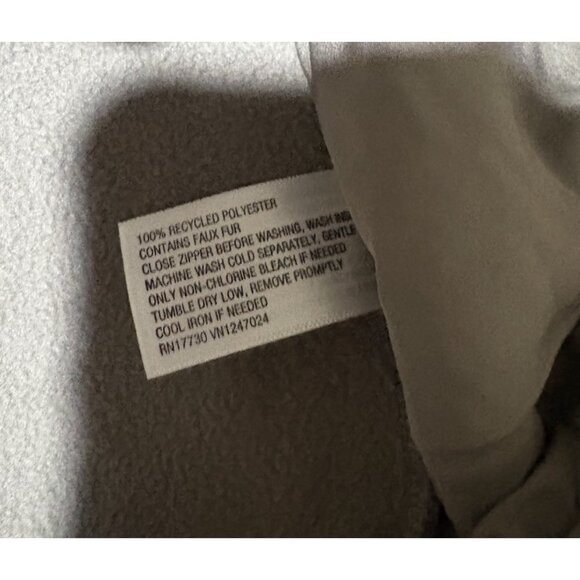 100% RECYCLED POLYESTER
CONTAINS FAUX FUR
CLOSE ZIPPER BEFORE WASHING, WASH INSI
MACHINE WASH COLD SEPARATELY, GENTLE
ONLY NON-CHLORINE BLEACH IF NEEDED
TUMBLE DRY LOW, REMOVE PROMPTLY
COOL IRON IF NEEDED
RN17730 VN1247024